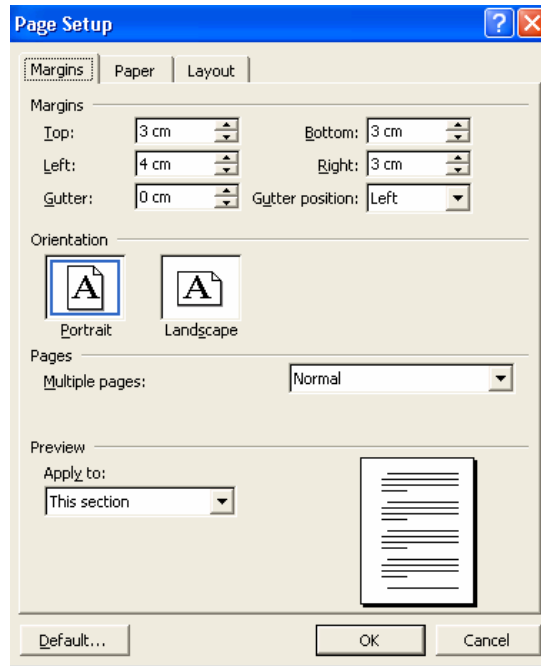 Page Setup
Margins Paper Layout
Margins
Top: 3 cm Bottom: 3 cm
Left: 4 cm Right: 3 cm
Gutter: 0 cm Gutter position: Left
Orientation
A A
Portrait Landscape
Pages
Multiple pages: Normal
Preview
Apply to:
This section
Default... OK Cancel